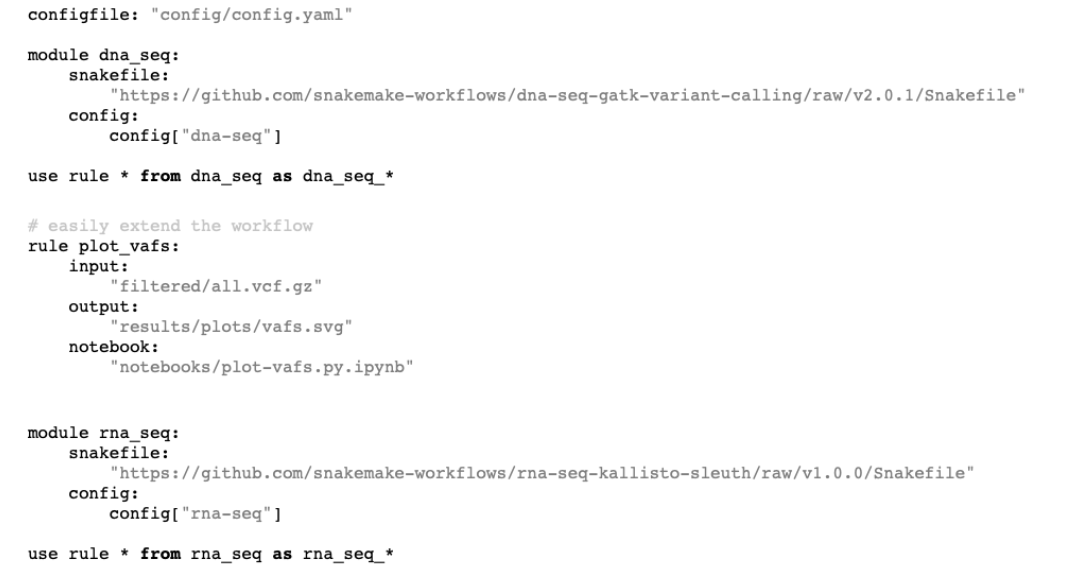 configfile: "config/config.yaml"
module dna_seq:
    snakefile:
        "https://github.com/snakemake-workflows/dna-seq-gatk-variant-calling/raw/v2.0.1/Snakefile"
    config:
        config["dna-seq"]
use rule * from dna_seq as dna_seq_*
# easily extend the workflow
rule plot_vafs:
    input:
        "filtered/all.vcf.gz"
    output:
        "results/plots/vafs.svg"
    notebook:
        "notebooks/plot-vafs.py.ipynb"
module rna_seq:
    snakefile:
        "https://github.com/snakemake-workflows/rna-seq-kallisto-sleuth/raw/v1.0.0/Snakefile"
    config:
        config["rna-seq"]
use rule * from rna_seq as rna_seq_*